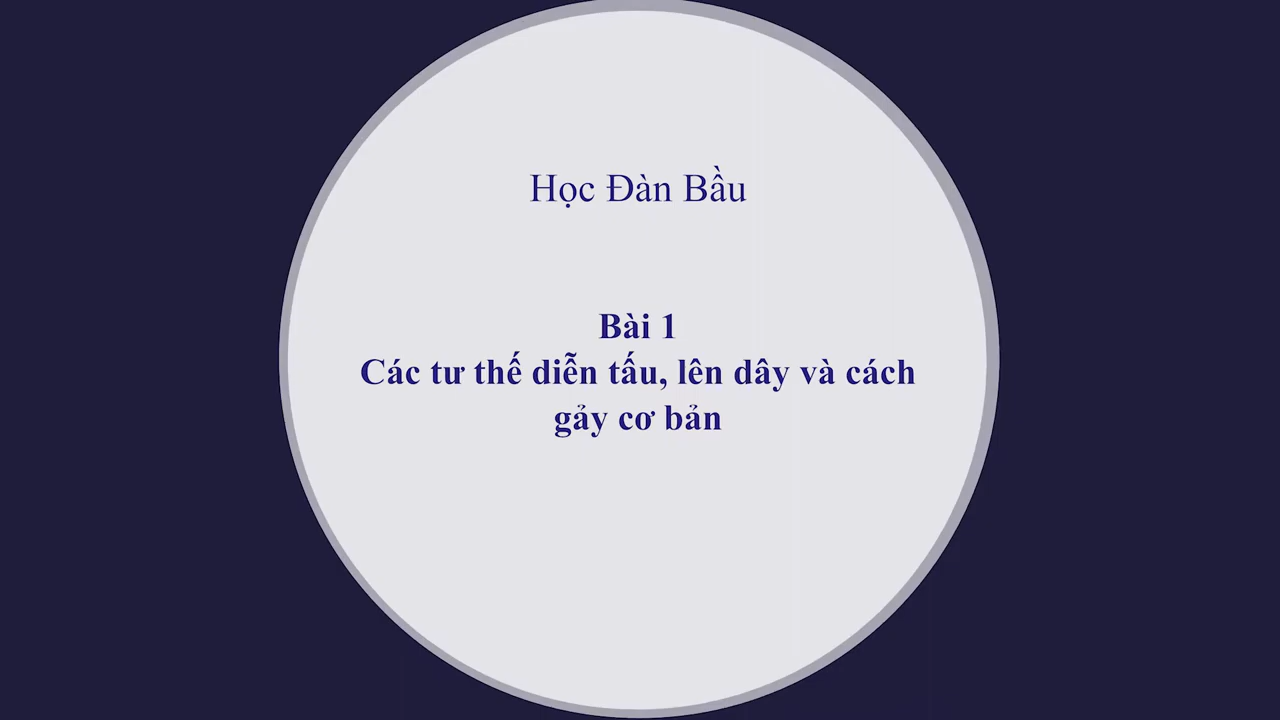 Học Đàn Bầu
Bài 1
Các tư thế diễn tấu, lên dây và cách
gảy cơ bản